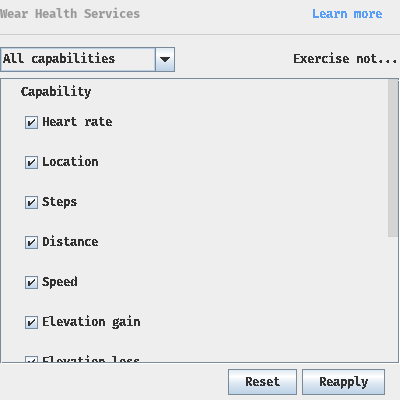 Wear Health Services
Learn more
All capabilities
Exercise not...
Capability
Heart rate
Location
Steps
Distance
Speed
Elevation gain
Elevation loss
Reset
Reapply